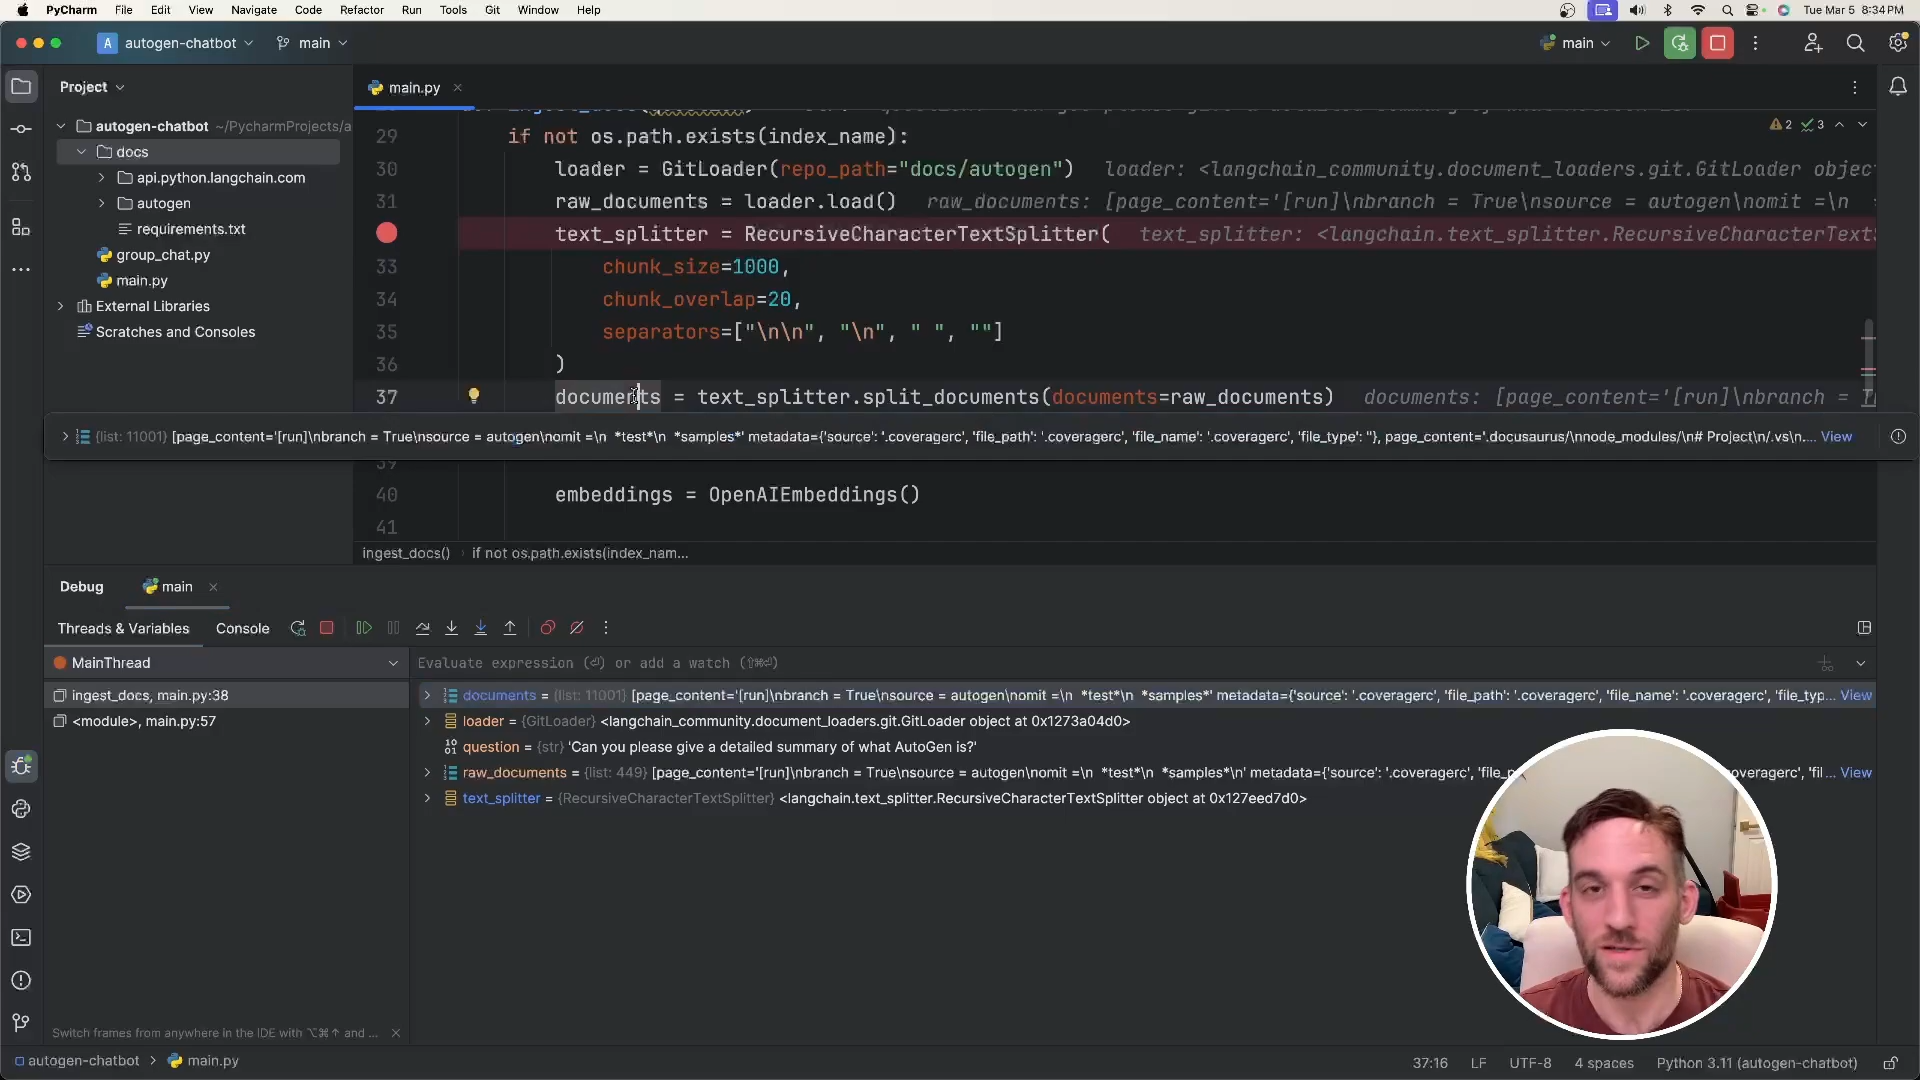 PyCharm File Edit View Navigate Code Refactor Run Tools Git Window Help Tue Mar 5 8:34 PM
A autogen-chatbot main main
Project main.py
29 if not os.path.exists(index_name): 2 3
autogen-chatbot ~/PycharmProjects/a
docs
api.python.langchain.com
autogen
requirements.txt
group_chat.py
main.py
External Libraries
Scratches and Consoles
30 loader = GitLoader(repo_path="docs/autogen") loader: <langchain_community.document_loaders.git.GitLoader objec
31 raw_documents = loader.load() raw_documents: [page_content='[run]\nbranch = True\nsource = autogen\nomit =\n
text_splitter = RecursiveCharacterTextSplitter( text_splitter: <langchain.text_splitter.RecursiveCharacterText
33 chunk_size=1000,
34 chunk_overlap=20,
35 separators=["\n\n", "\n", " ", ""]
36 )
37 documents = text_splitter.split_documents(documents=raw_documents) documents: [page_content='[run]\nbranch =
{list: 11001} [page_content='[run]\nbranch = True\nsource = autogen\nomit =\n *test*\n *samples*' metadata={'source': '.coveragerc', 'file_path': '.coveragerc', 'file_name': '.coveragerc', 'file_type': ''}, page_content='.docusaurus/\nnode_modules/\n# Project\n/.vs\n.... View
39
40 embeddings = OpenAIEmbeddings()
41
ingest_docs() if not os.path.exists(index_nam...
Debug main
Threads & Variables Console
MainThread
Evaluate expression (⏎) or add a watch (⇧⌘⏎)
ingest_docs, main.py:38
<module>, main.py:57
documents = {list: 11001} [page_content='[run]\nbranch = True\nsource = autogen\nomit =\n *test*\n *samples*' metadata={'source': '.coveragerc', 'file_path': '.coveragerc', 'file_name': '.coveragerc', 'file_typ... View
loader = {GitLoader} <langchain_community.document_loaders.git.GitLoader object at 0x1273a04d0>
question = {str} 'Can you please give a detailed summary of what AutoGen is?'
raw_documents = {list: 449} [page_content='[run]\nbranch = True\nsource = autogen\nomit =\n *test*\n *samples*\n' metadata={'source': '.coveragerc', 'file_p overagerc', 'fil... View
text_splitter = {RecursiveCharacterTextSplitter} <langchain.text_splitter.RecursiveCharacterTextSplitter object at 0x127eed7d0>
Switch frames from anywhere in the IDE with ⌥⌘↑ and ...
autogen-chatbot main.py
37:16 LF UTF-8 4 spaces Python 3.11 (autogen-chatbot)